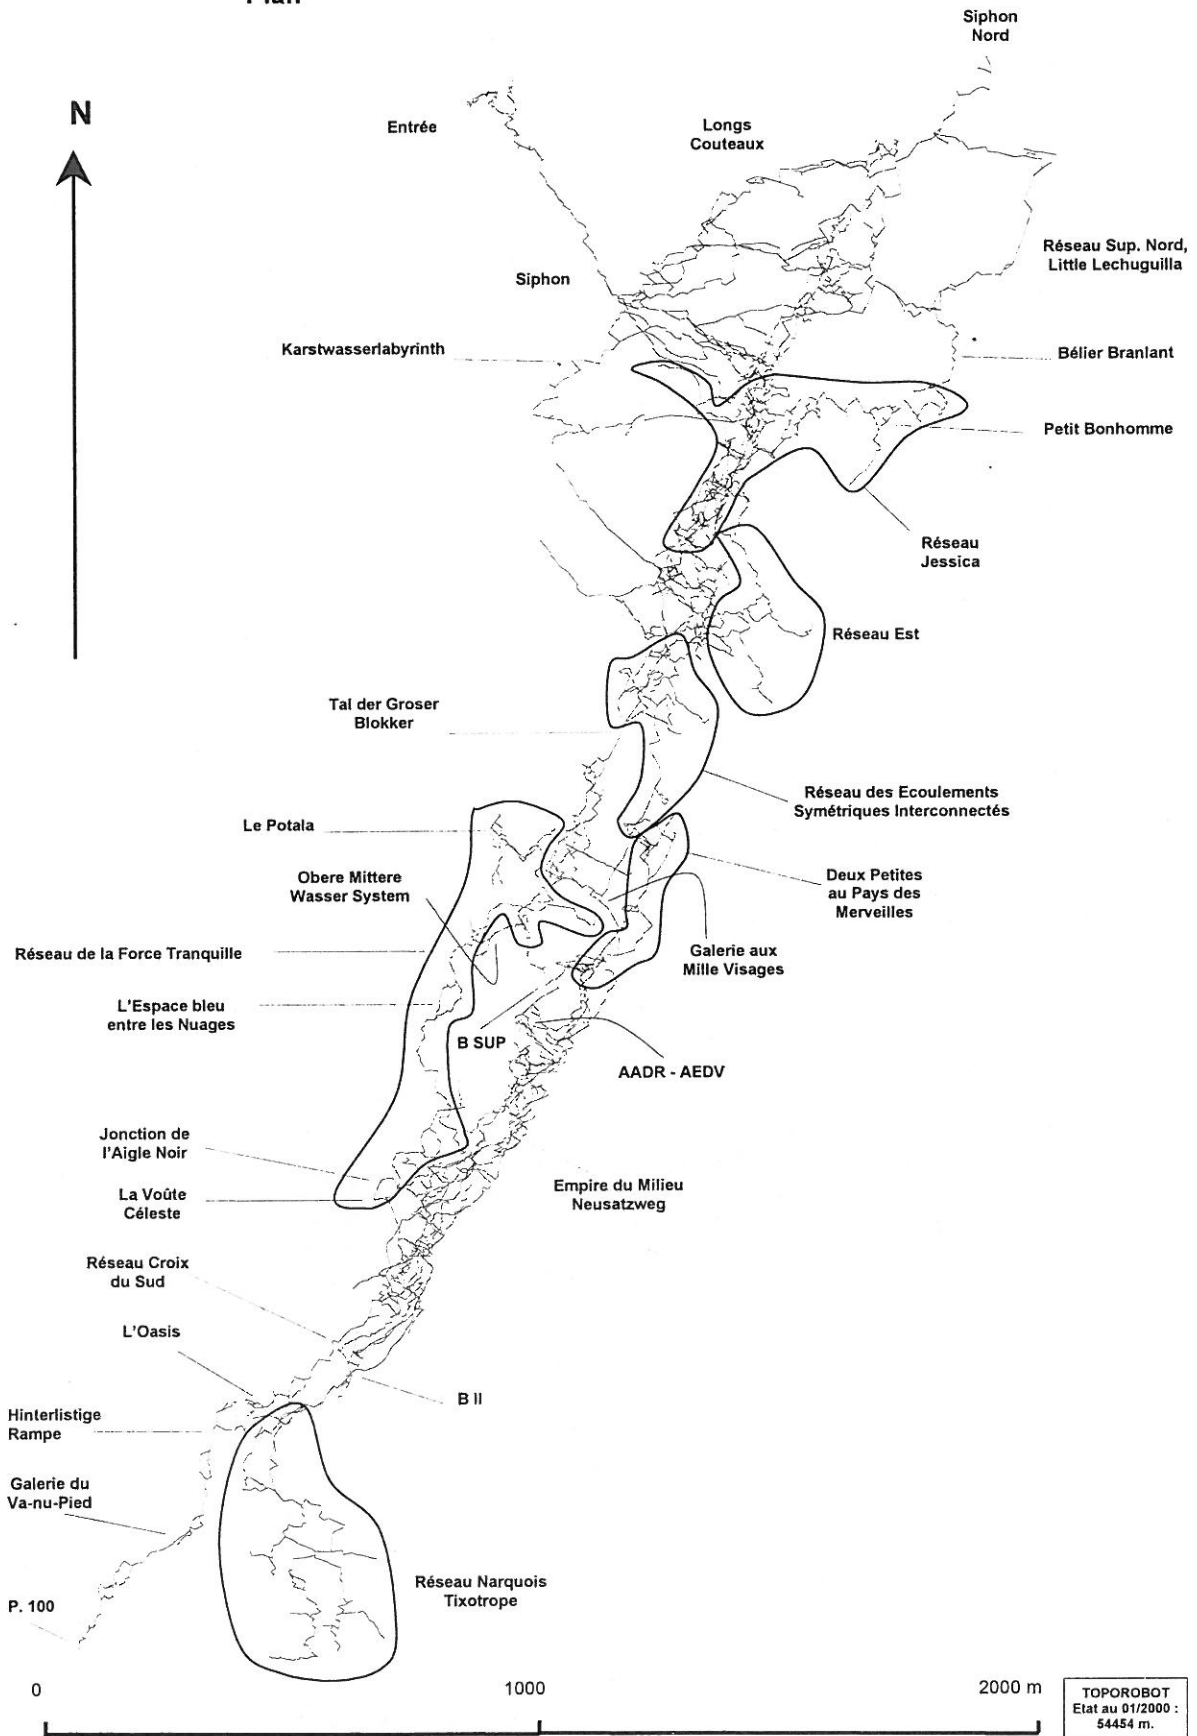 Plan
Siphon
Nord
N
Entrée
Longs
Couteaux
Réseau Sup. Nord,
Little Lechuguilla
Siphon
Karstwasserlabyrinth
Bélier Branlant
Petit Bonhomme
Réseau
Jessica
Réseau Est
Tal der Groser
Blokker
Réseau des Ecoulements
Symétriques Interconnectés
Le Potala
Obere Mittere
Wasser System
Deux Petites
au Pays des
Merveilles
Réseau de la Force Tranquille
Galerie aux
Mille Visages
L'Espace bleu
entre les Nuages
B SUP
AADR - AEDV
Jonction de
l'Aigle Noir
La Voûte
Céleste
Empire du Milieu
Neusatzweg
Réseau Croix
du Sud
L'Oasis
B II
Hinterlistige
Rampe
Galerie du
Va-nu-Pied
Réseau Narquois
Tixotrope
P. 100
0
1000
2000 m
TOPOROBOT
Etat au 01/2000 :
54454 m.